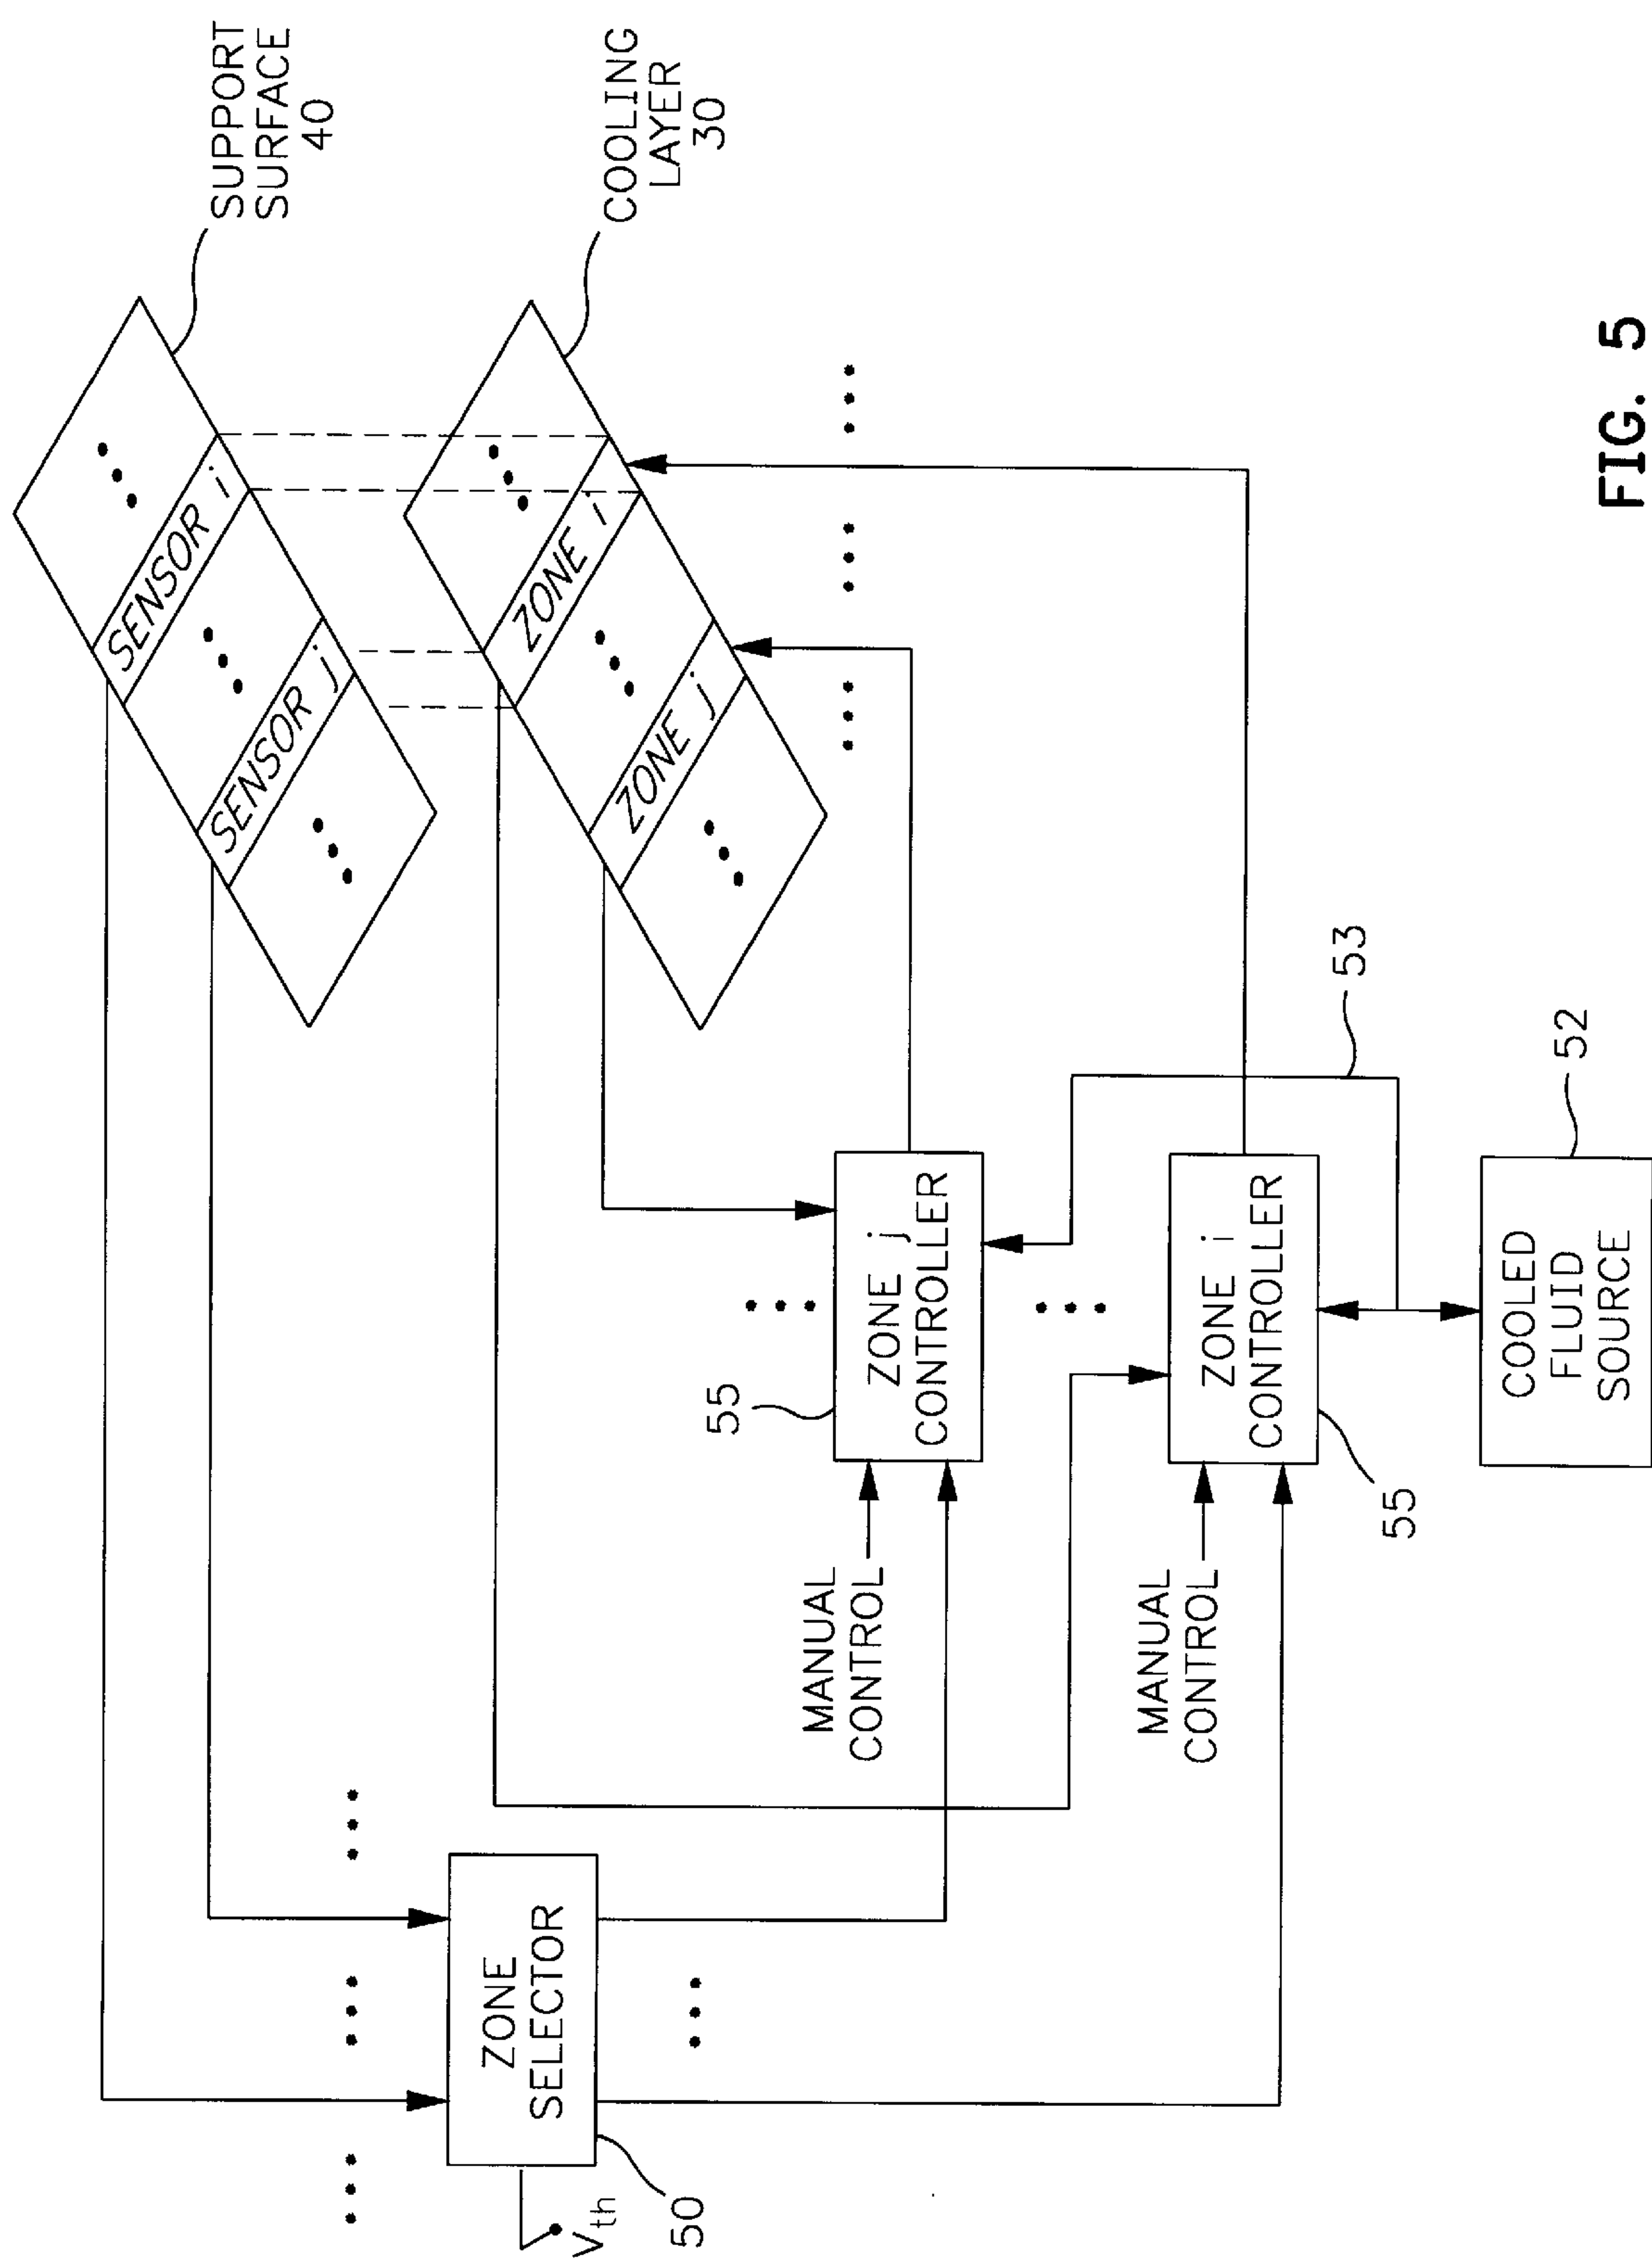 SUPPORT
SURFACE
40
SENSOR i
SENSOR j
COOLING
LAYER
30
ZONE i
ZONE j
ZONE
SELECTOR
50
Vth
MANUAL
CONTROL
55
ZONE j
CONTROLLER
53
MANUAL
CONTROL
ZONE i
CONTROLLER
55
COOLED
FLUID
SOURCE
52
FIG. 5